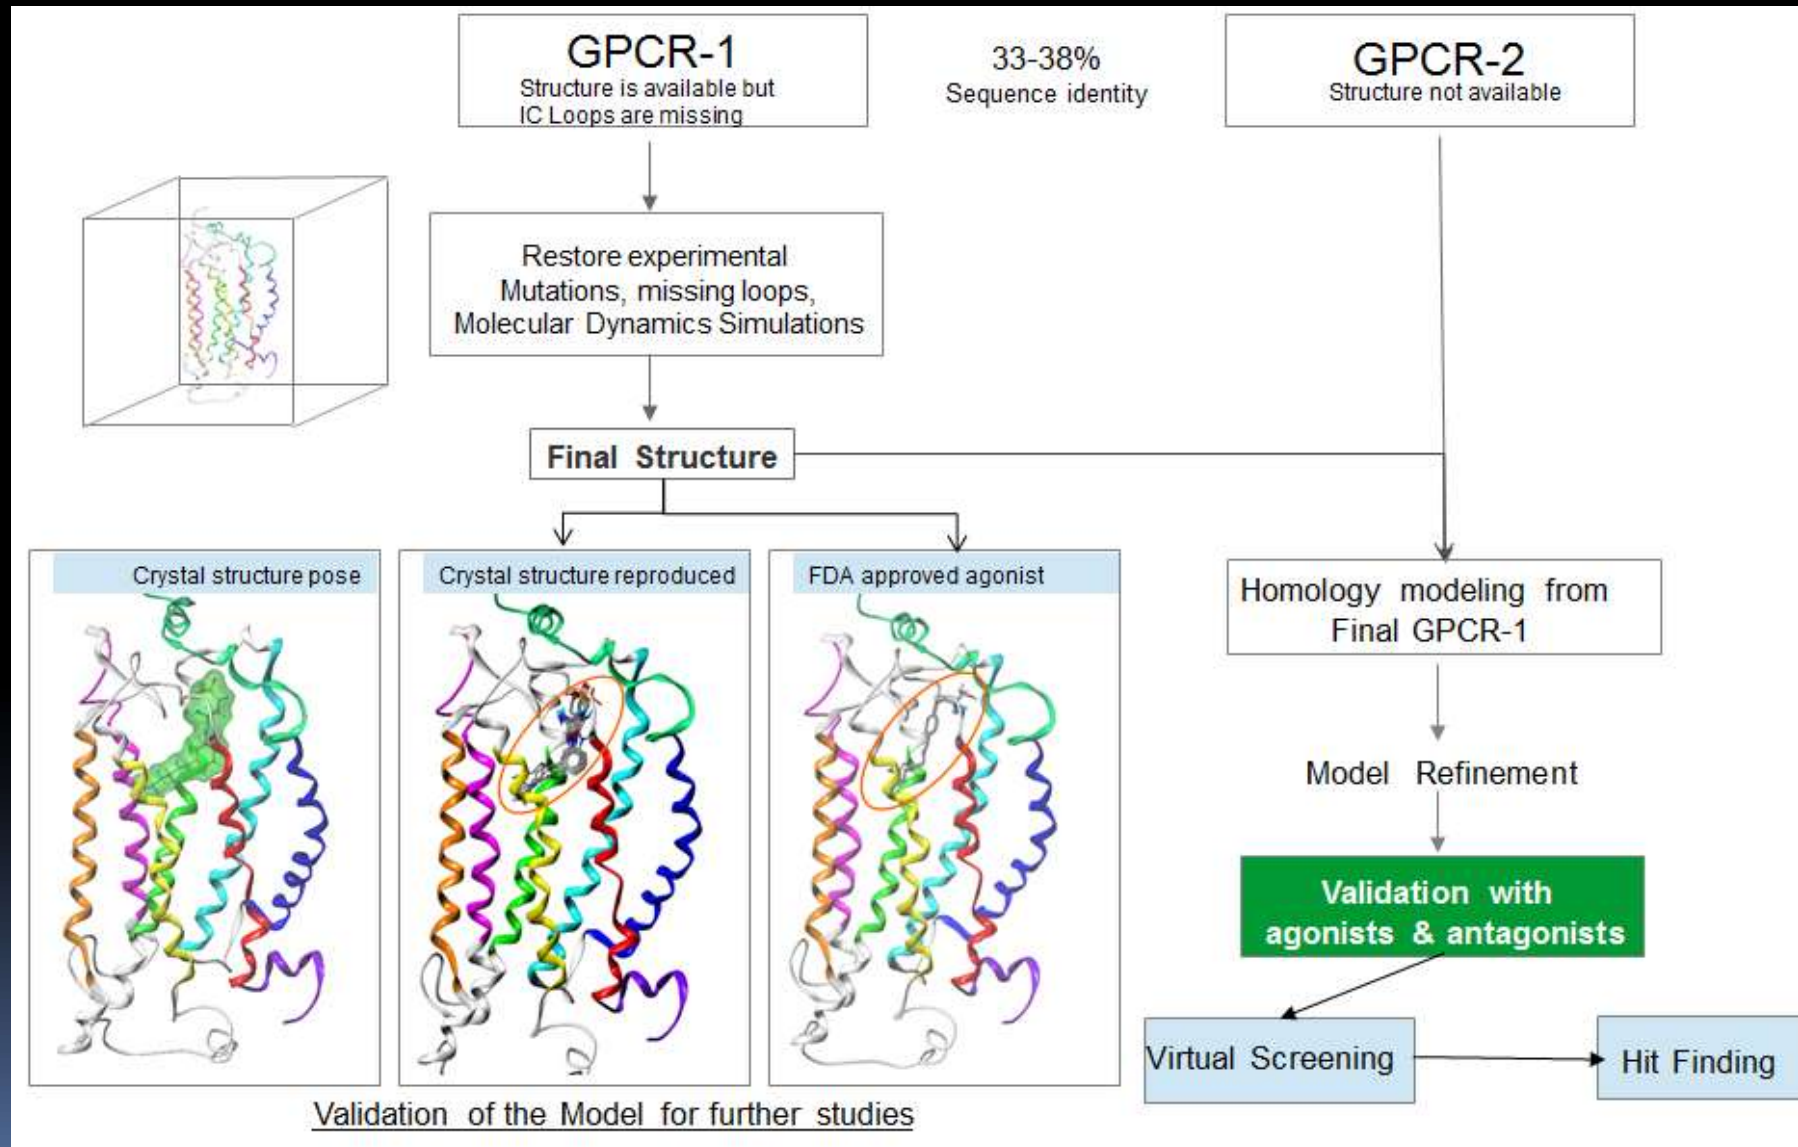 GPCR-1
Structure is available but
IC Loops are missing
33-38%
Sequence identity
GPCR-2
Structure not available
Restore experimental
Mutations, missing loops,
Molecular Dynamics Simulations
Final Structure
Crystal structure pose
Crystal structure reproduced
FDA approved agonist
Validation of the Model for further studies
Homology modeling from
Final GPCR-1
Model Refinement
Validation with
agonists & antagonists
Virtual Screening
Hit Finding